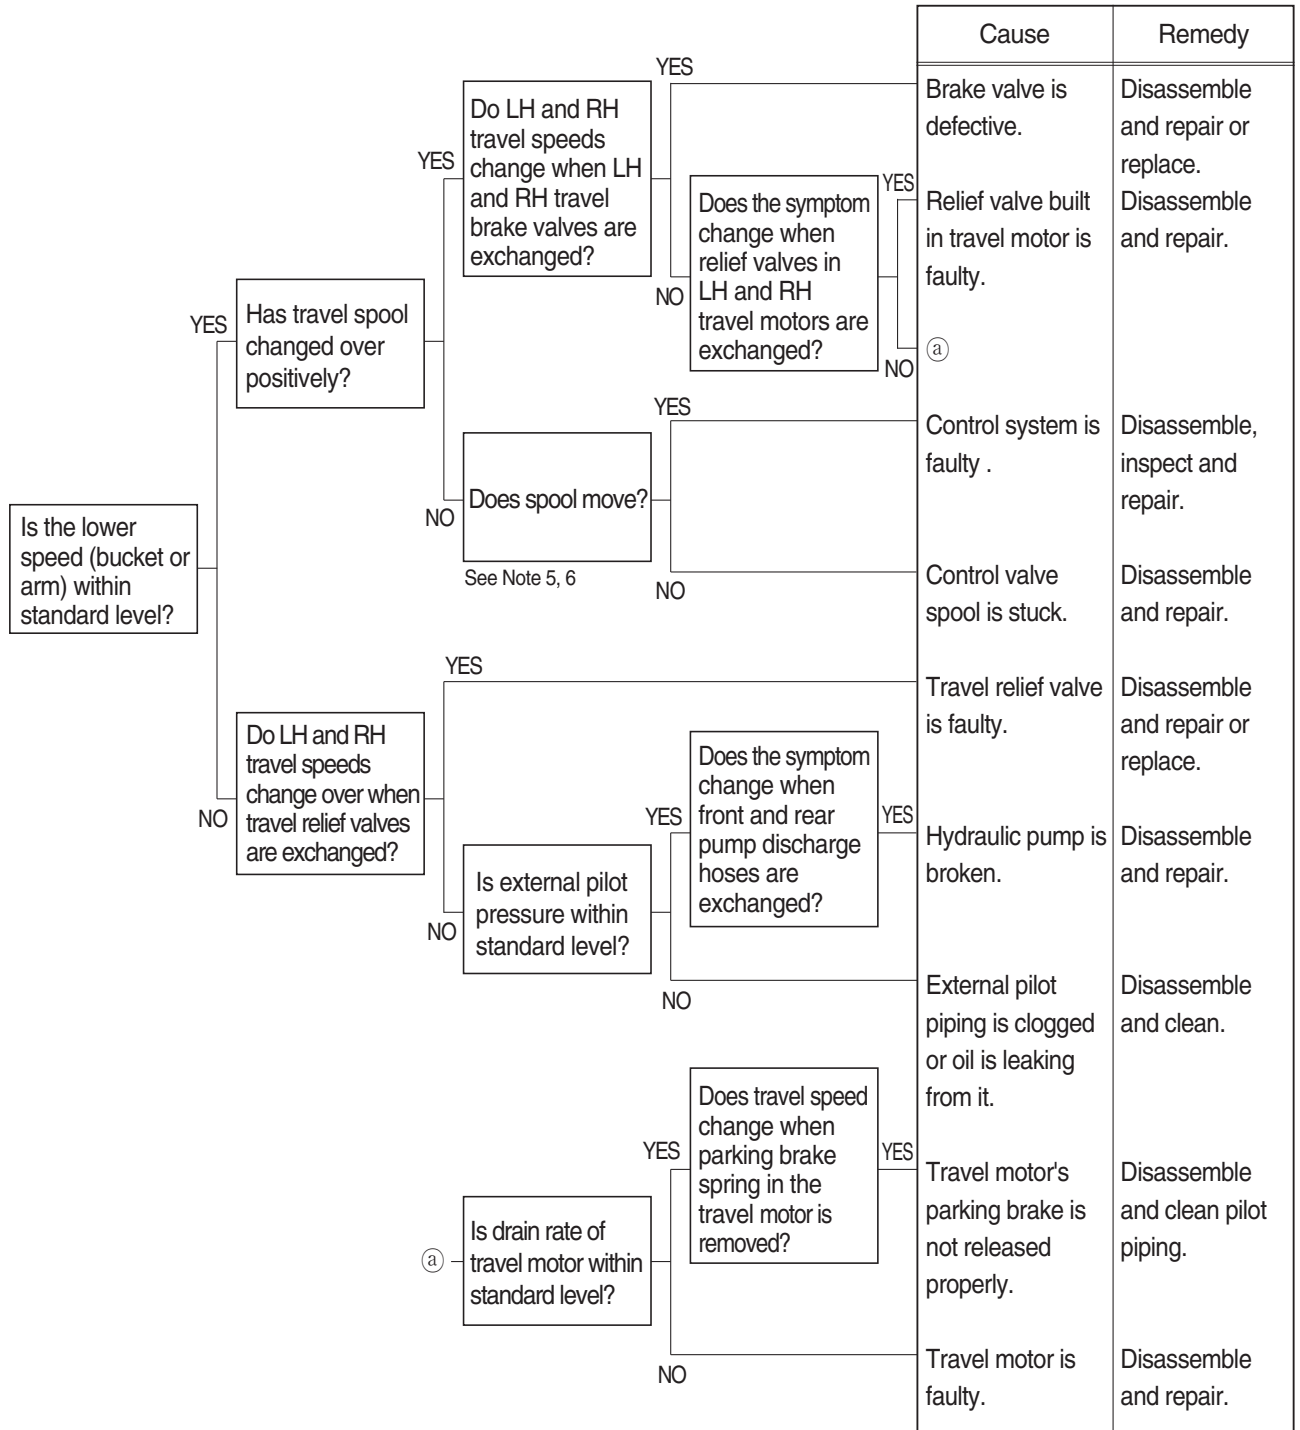 Cause
Remedy
YES
Brake valve is
defective.
Disassemble
and repair or
replace.
Do LH and RH
travel speeds
change when LH
and RH travel
brake valves are
exchanged?
YES
YES
Relief valve built
in travel motor is
faulty.
Disassemble
and repair.
Does the symptom
change when
relief valves in
LH and RH
travel motors are
exchanged?
NO
NO
ⓐ
YES
Has travel spool
changed over
positively?
YES
Control system is
faulty .
Disassemble,
inspect and
repair.
NO
Does spool move?
See Note 5, 6
NO
Control valve
spool is stuck.
Disassemble
and repair.
Is the lower
speed (bucket or
arm) within
standard level?
YES
Travel relief valve
is faulty.
Disassemble
and repair or
replace.
NO
Do LH and RH
travel speeds
change over when
travel relief valves
are exchanged?
YES
Does the symptom
change when
front and rear
pump discharge
hoses are
exchanged?
YES
Hydraulic pump is
broken.
Disassemble
and repair.
NO
Is external pilot
pressure within
standard level?
NO
External pilot
piping is clogged
or oil is leaking
from it.
Disassemble
and clean.
YES
Does travel speed
change when
parking brake
spring in the
travel motor is
removed?
YES
Travel motor's
parking brake is
not released
properly.
Disassemble
and clean pilot
piping.
ⓐ
Is drain rate of
travel motor within
standard level?
NO
Travel motor is
faulty.
Disassemble
and repair.